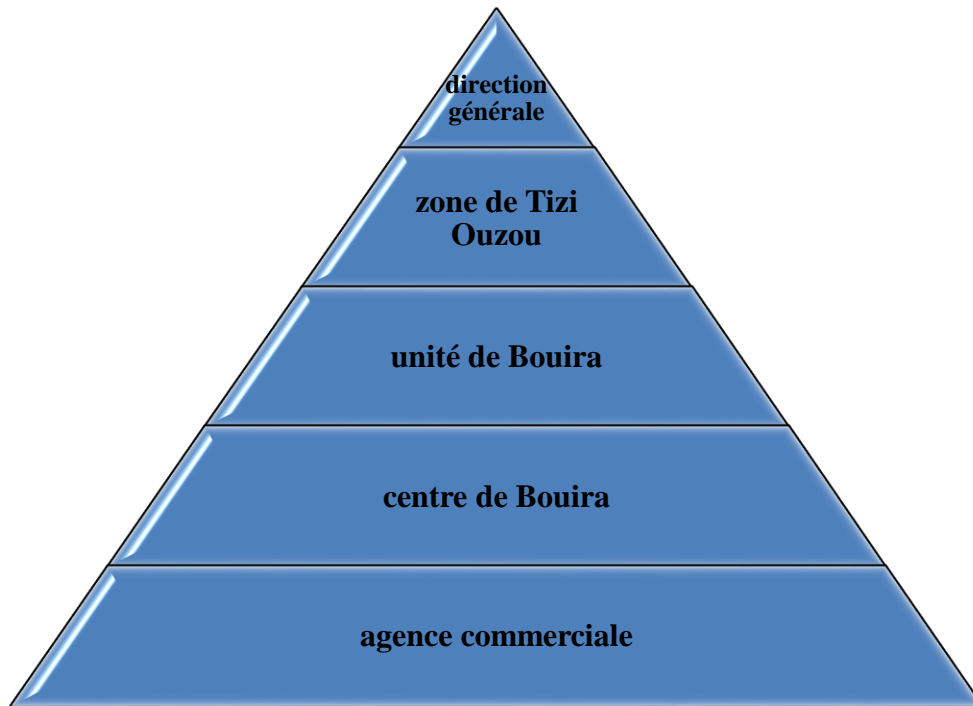 direction
générale
zone de Tizi
Ouzou
unité de Bouira
centre de Bouira
agence commerciale